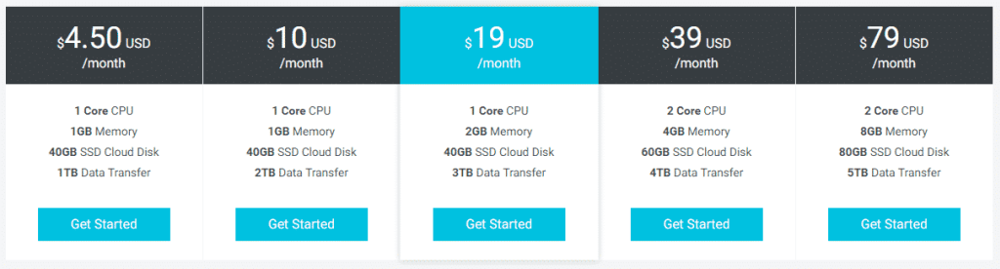 $4.50 USD
/month
1 Core CPU
1GB Memory
40GB SSD Cloud Disk
1TB Data Transfer
Get Started
$10 USD
/month
1 Core CPU
1GB Memory
40GB SSD Cloud Disk
2TB Data Transfer
Get Started
$19 USD
/month
1 Core CPU
2GB Memory
40GB SSD Cloud Disk
3TB Data Transfer
Get Started
$39 USD
/month
2 Core CPU
4GB Memory
60GB SSD Cloud Disk
4TB Data Transfer
Get Started
$79 USD
/month
2 Core CPU
8GB Memory
80GB SSD Cloud Disk
5TB Data Transfer
Get Started